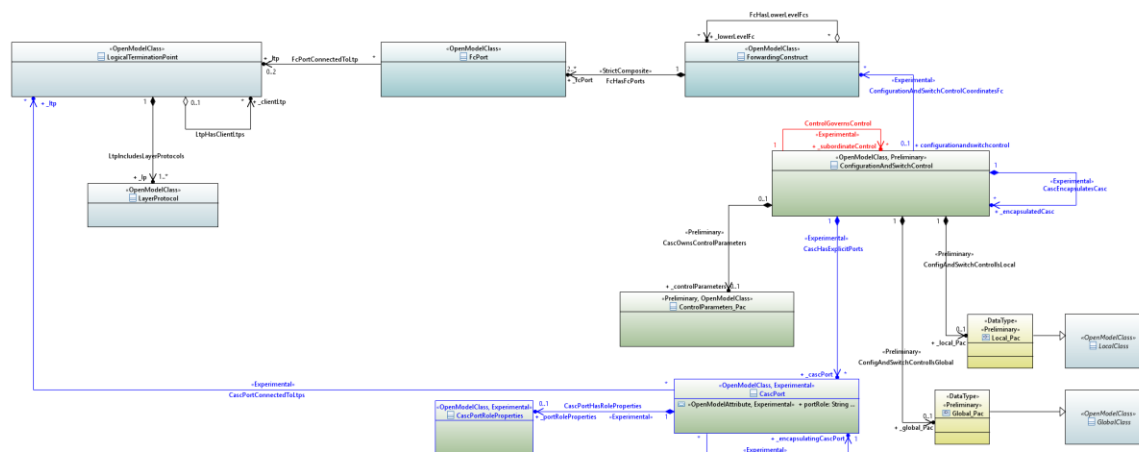 FcHasLowerLevelFcs
«OpenModelClass»
LogicalTerminationPoint
+ _ltp
0..2
FcPortConnectedToLtp
*
«OpenModelClass»
FcPort
2..*
+ _fcPort
«StrictComposite»
FcHasFcPorts
1
*
+ _lowerLevelFc
*
«OpenModelClass»
ForwardingConstruct
*
«Experimental»
ConfigurationAndSwitchControlCoordinatesFc
*
+ _ltp
1
0..1
*
+ _clientLtp
LtpHasClientLtps
LtpIncludesLayerProtocols
+ _lp
1..*
«OpenModelClass»
LayerProtocol
ControlGovernsControl
«Experimental»
1
+ _subordinateControl
*
0..1
+ configurationandswitchcontrol
«OpenModelClass, Preliminary»
ConfigurationAndSwitchControl
1
«Experimental»
CascEncapsulatesCasc
*
+ _encapsulatedCasc
0..1
1
1
1
«Preliminary»
CascOwnsControlParameters
«Experimental»
CascHasExplicitPorts
«Preliminary»
ConfigAndSwitchControlIsLocal
+ _controlParameters
0..1
«Preliminary, OpenModelClass»
ControlParameters_Pac
0..1
+ _local_Pac
«DataType»
«Preliminary»
Local_Pac
«OpenModelClass»
LocalClass
«Preliminary»
ConfigAndSwitchControlIsGlobal
+ _cascPort
*
«Experimental»
CascPortConnectedToLtps
*
«OpenModelClass, Experimental»
CascPort
«OpenModelAttribute, Experimental» + portRole: String ...
«OpenModelClass, Experimental»
CascPortRoleProperties
0..1
CascPortHasRoleProperties
+ _portRoleProperties
«Experimental»
1
0..1
+ _global_Pac
«DataType»
«Preliminary»
Global_Pac
«OpenModelClass»
GlobalClass
+ _encapsulatingCascPort
1
«Experimental»